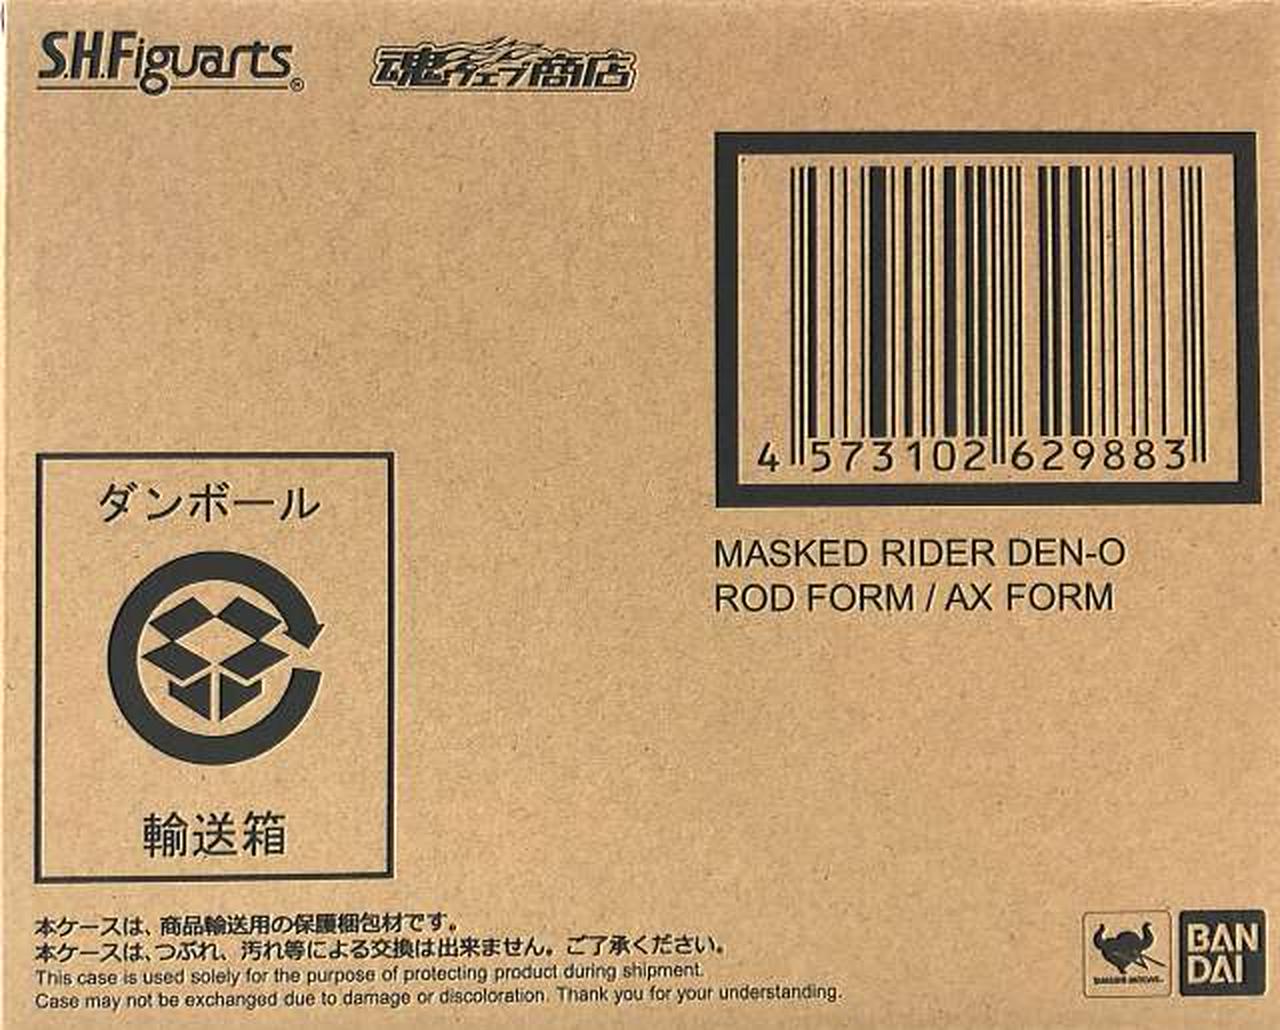 S.H.Figuarts®
魂ウェブ商店
4 573102 629883
MASKED RIDER DEN-O
ROD FORM / AX FORM
ダンボール
輸送箱
本ケースは、商品輸送用の保護梱包材です。
本ケースは、つぶれ、汚れ等による交換は出来ません。ご了承ください。
This case is used solely for the purpose of protecting product during shipment.
Case may not be exchanged due to damage or discoloration. Thank you for your understanding.
BAN
DAI